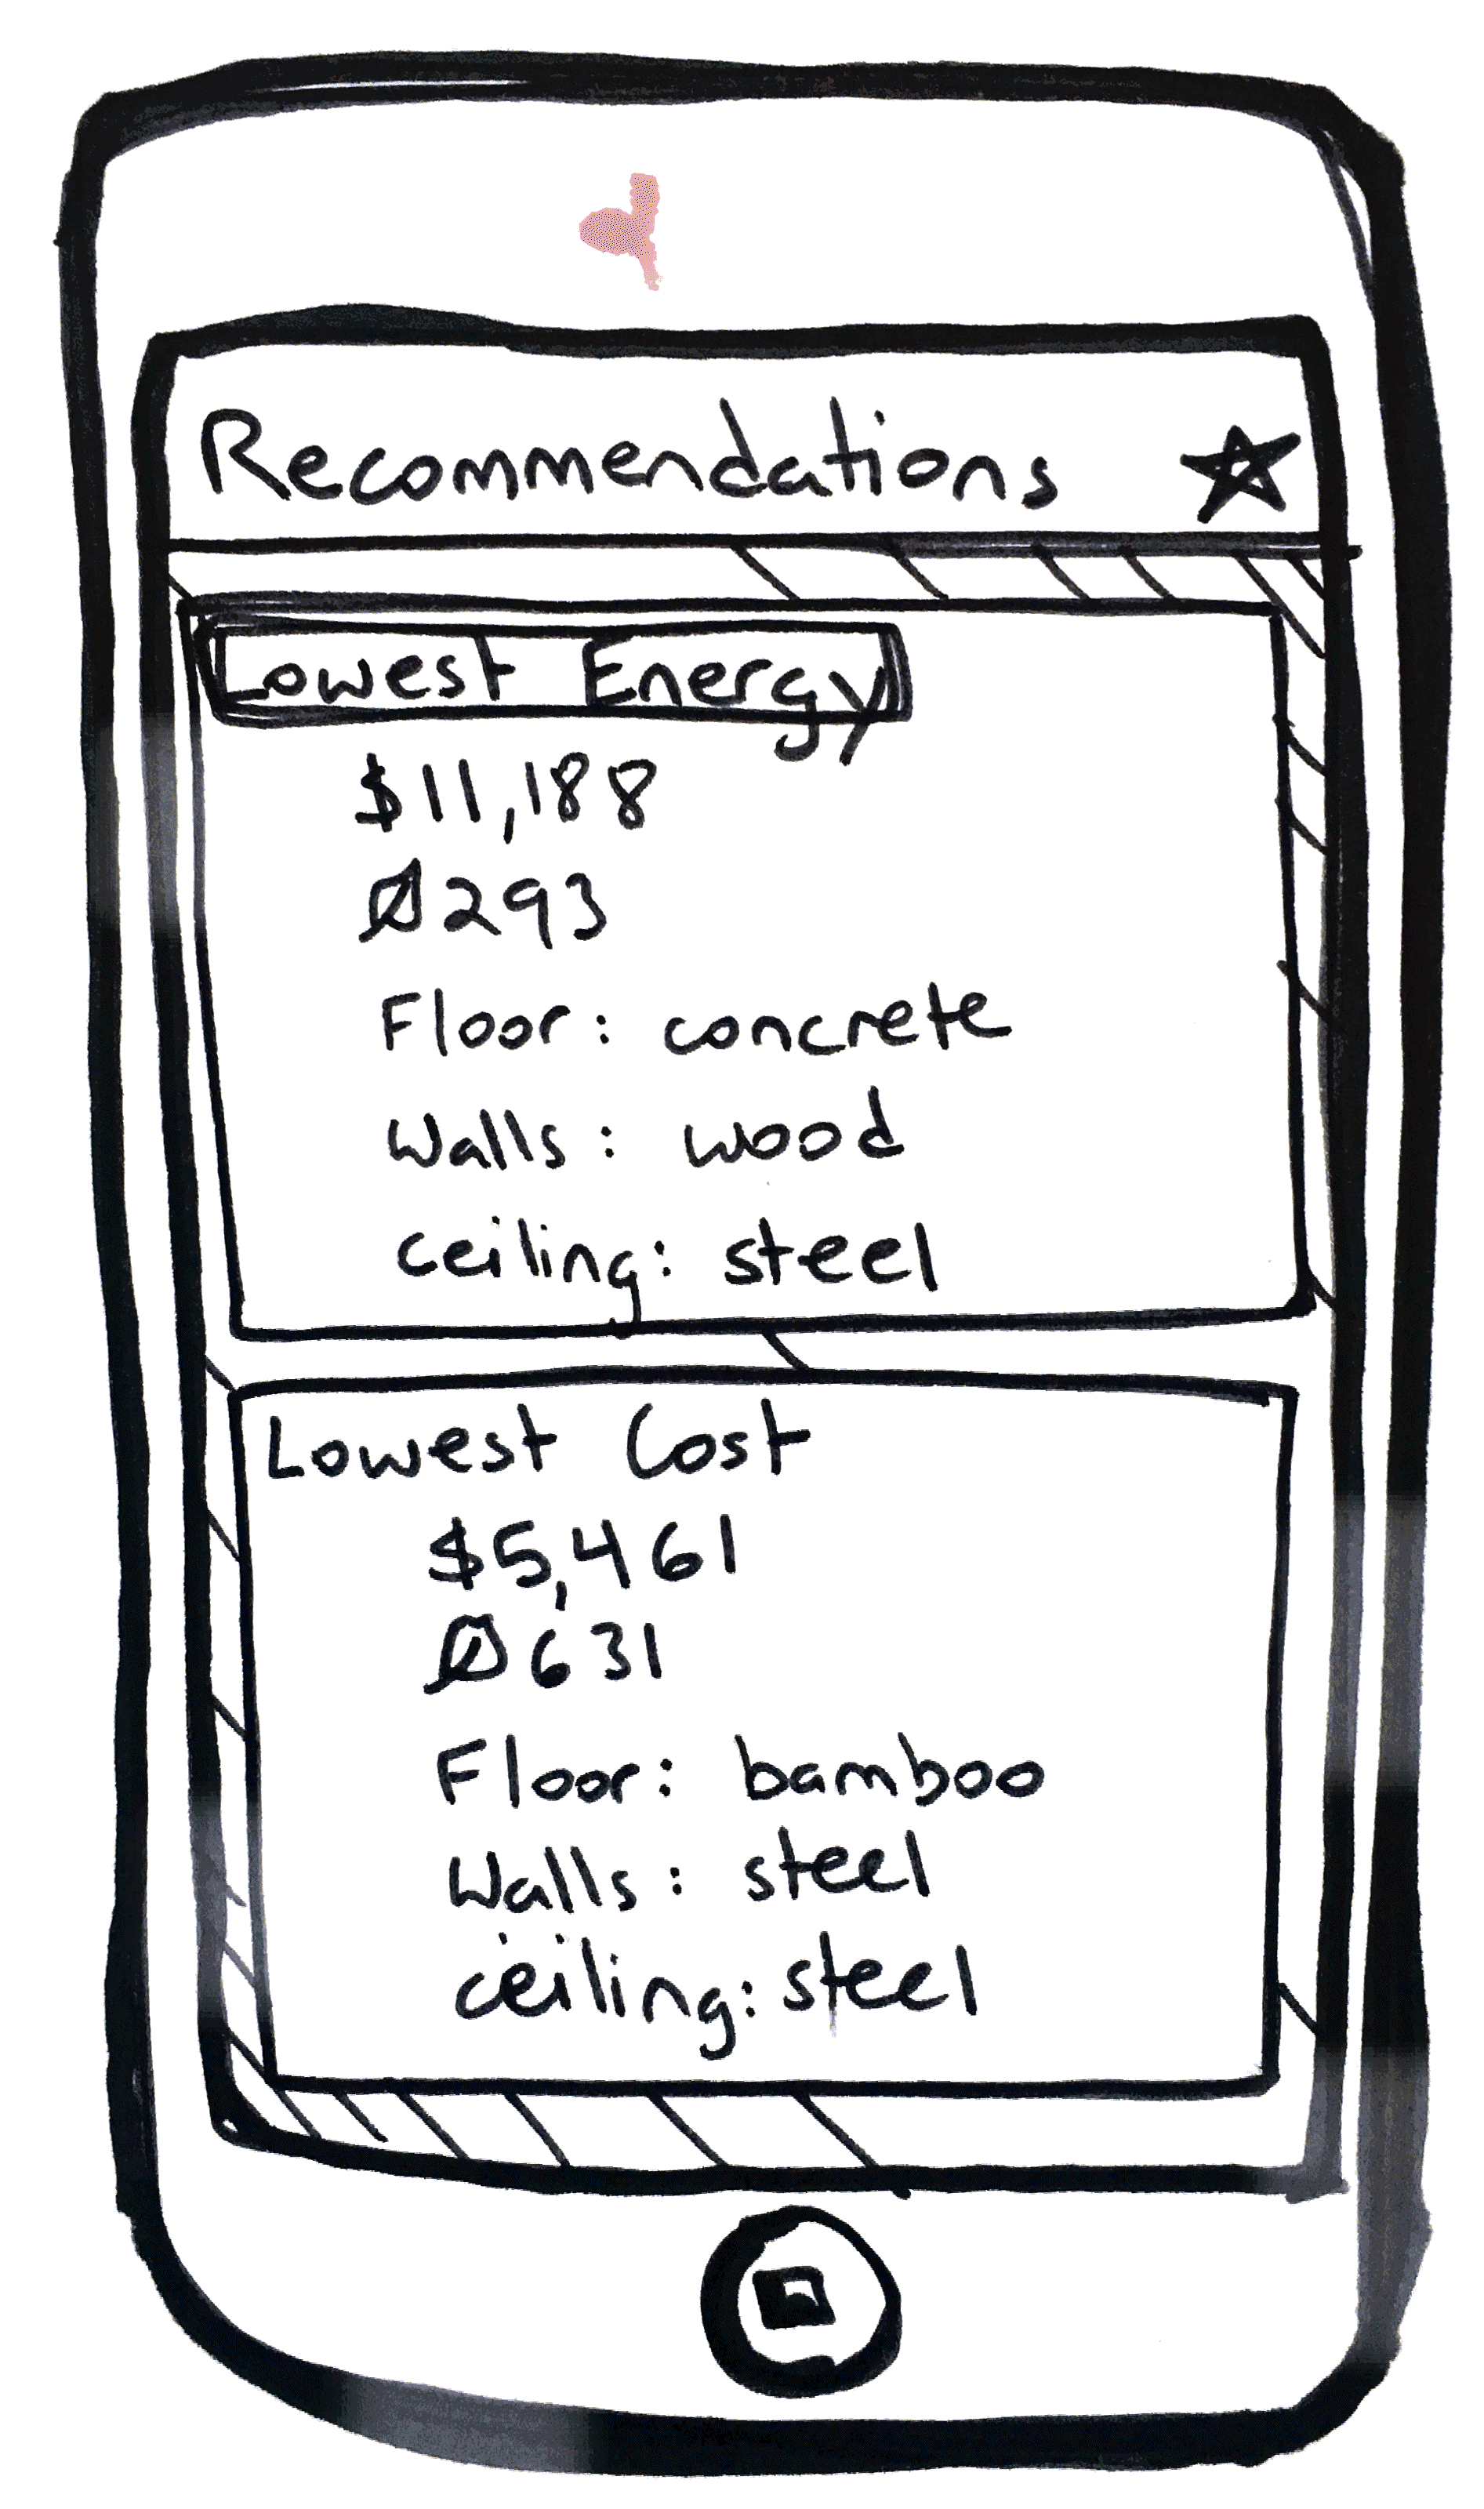 Recommendations
Lowest Energy
$11,188
Ø293
Floor: concrete
Walls: wood
ceiling: steel
Lowest Cost
$5,461
Ø631
Floor: bamboo
Walls: steel
ceiling: steel